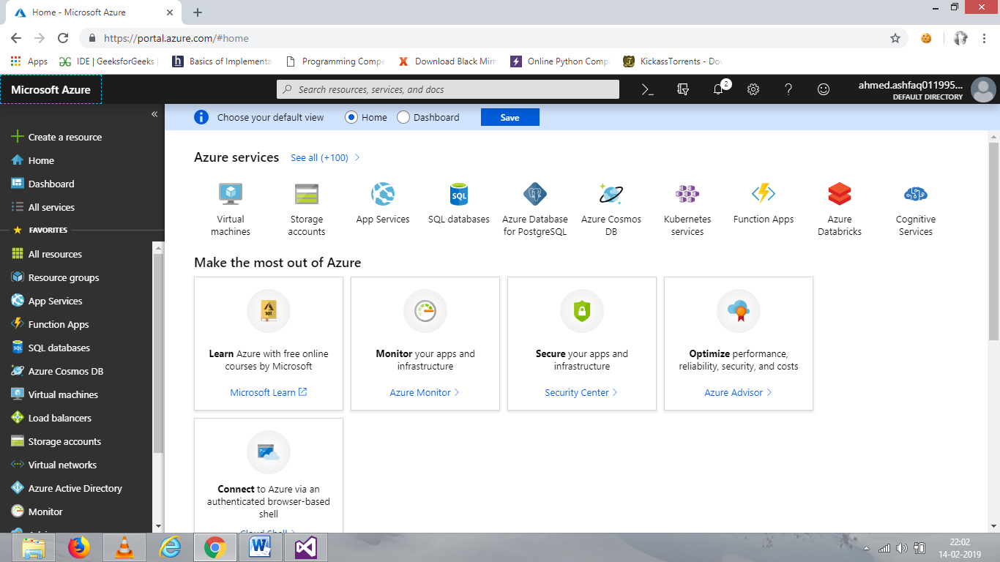 Home - Microsoft Azure
https://portal.azure.com/#home
Apps
IDE | GeeksforGeeks |
Basics of Implementa
Programming Compe
Download Black Mirr
Online Python Compi
KickassTorrents - Dow
Microsoft Azure
Search resources, services, and docs
2
ahmed.ashfaq011995...
DEFAULT DIRECTORY
Choose your default view
Home
Dashboard
Save
Create a resource
Home
Dashboard
All services
FAVORITES
All resources
Resource groups
App Services
Function Apps
SQL databases
Azure Cosmos DB
Virtual machines
Load balancers
Storage accounts
Virtual networks
Azure Active Directory
Monitor
Azure services
See all (+100)
Virtual
machines
Storage
accounts
App Services
SQL
SQL databases
Azure Database
for PostgreSQL
Azure Cosmos
DB
Kubernetes
services
Function Apps
Azure
Databricks
Cognitive
Services
Make the most out of Azure
101
Learn Azure with free online
courses by Microsoft
Microsoft Learn
Monitor your apps and
infrastructure
Azure Monitor
Secure your apps and
infrastructure
Security Center
Optimize performance,
reliability, security, and costs
Azure Advisor
Connect to Azure via an
authenticated browser-based
shell
Cloud Shell
22:02
14-02-2019